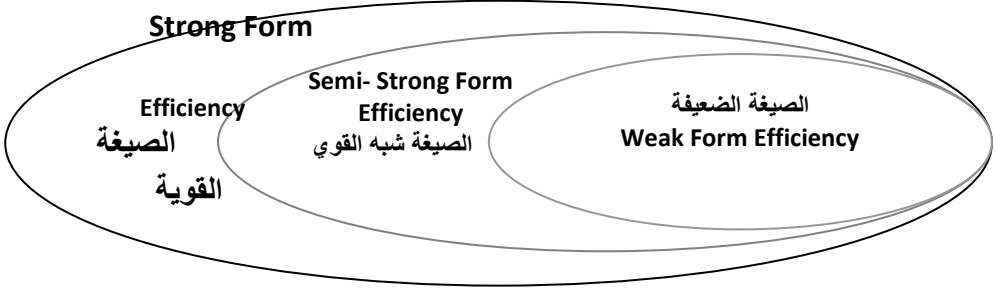 Strong Form
Efficiency
الصيغة
القوية
Semi- Strong Form
Efficiency
الصيغة شبه القوي
الصيغة الضعيفة
Weak Form Efficiency